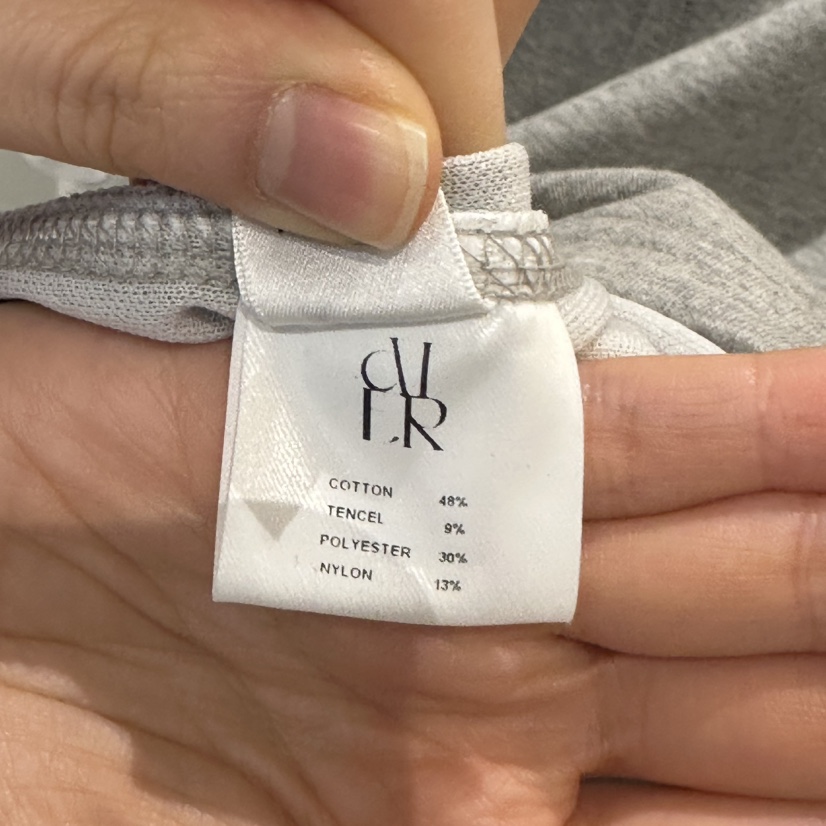 COTTON 48%
TENCEL 9%
POLYESTER 30%
NYLON 13%